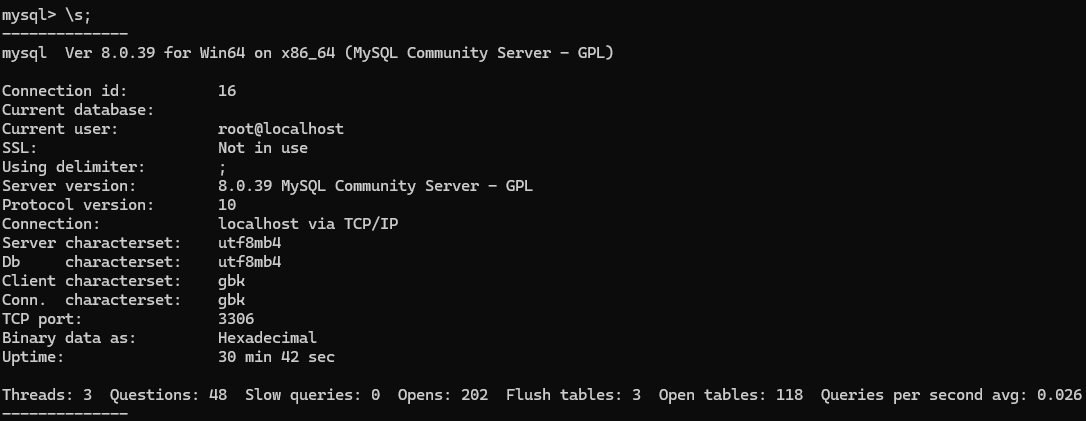 mysql> \s;
--------------
mysql  Ver 8.0.39 for Win64 on x86_64 (MySQL Community Server - GPL)

Connection id:          16
Current database:
Current user:           root@localhost
SSL:                    Not in use
Using delimiter:        ;
Server version:         8.0.39 MySQL Community Server - GPL
Protocol version:       10
Connection:             localhost via TCP/IP
Server characterset:    utf8mb4
Db     characterset:    utf8mb4
Client characterset:    gbk
Conn.  characterset:    gbk
TCP port:               3306
Binary data as:         Hexadecimal
Uptime:                 30 min 42 sec

Threads: 3  Questions: 48  Slow queries: 0  Opens: 202  Flush tables: 3  Open tables: 118  Queries per second avg: 0.026
--------------